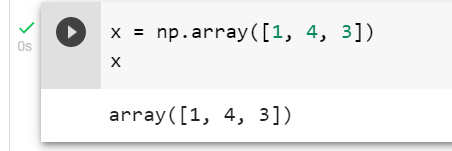 0s
x = np.array([1, 4, 3])
x
array([1, 4, 3])